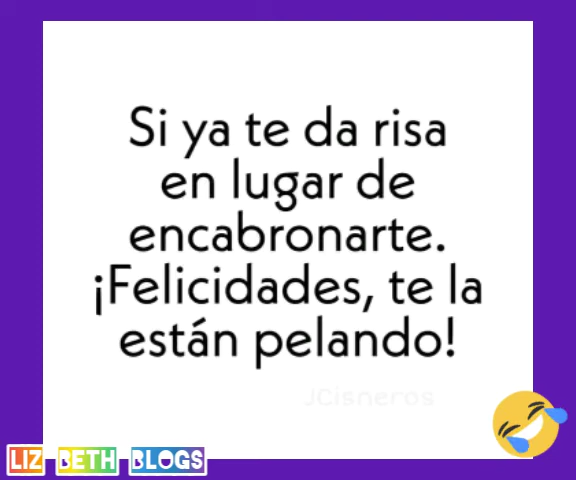 Si ya te da risa
en lugar de
encabronarte.
¡Felicidades, te la
están pelando!
JCisneros
LIZ BETH BLOGS